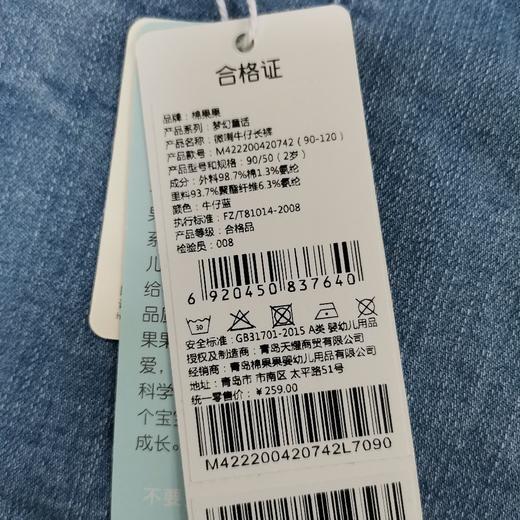 合格证
品牌：棉果果
产品系列：梦幻童话
产品名称：微喇牛仔长裤
产品款号：M422200420742（90-120）
产品型号和规格：90/50（2岁）
成分：外料98.7%棉1.3%氨纶
里料93.7%聚酯纤维6.3%氨纶
颜色：牛仔蓝
执行标准：FZ/T81014-2008
产品等级：合格品
检验员：008
6 920450 837640
30
安全标准：GB31701-2015 A类 婴幼儿用品
授权及制造商：青岛天耀商贸有限公司
经销商：青岛棉果果婴幼儿用品有限公司
地址：青岛市 市南区 太平路51号
统一零售价：￥259.00
M422200420742L7090
果
系
儿
给
品质
果果
爱，
科学
个宝宝
成长。
不要